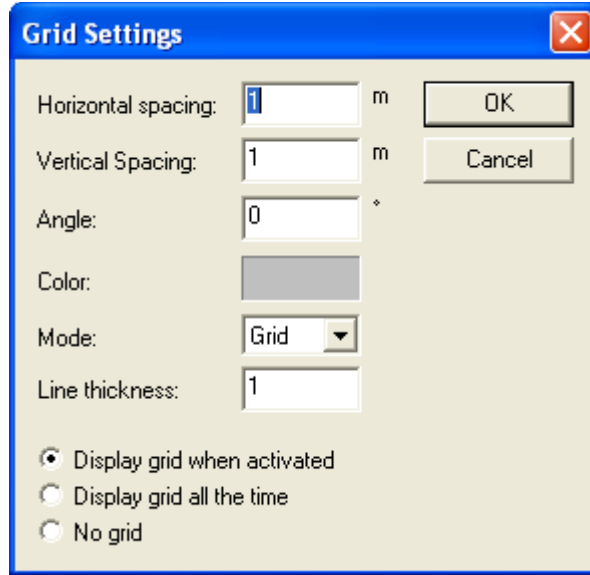 Grid Settings
Horizontal spacing: 1 m OK
Vertical Spacing: 1 m Cancel
Angle: 0 °
Color:
Mode: Grid
Line thickness: 1
Display grid when activated
Display grid all the time
No grid